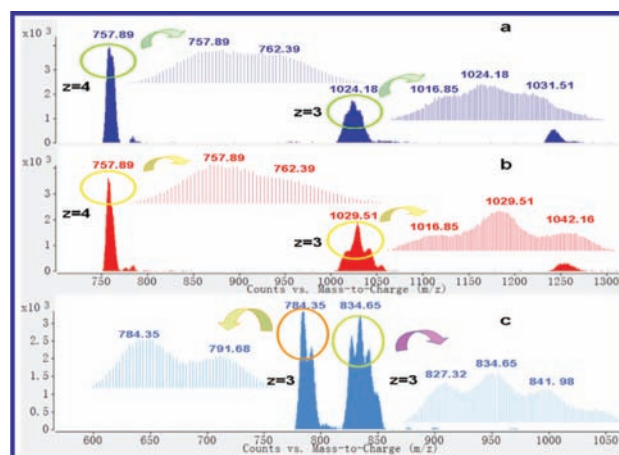 x10 3
757.89
757.89
762.39
a
1024.18
1016.85
1024.18
1031.51
z=4
z=3
3
2
1
0
x10 3
757.89
757.89
762.39
b
1029.51
1016.85
1029.51
1042.16
z=4
z=3
3
2
1
0
750 800 850 900 950 1000 1050 1100 1150 1200 1250 1300
Counts vs. Mass-to-Charge (m/z)
x10 3
784.35
834.65
c
784.35
791.68
827.32
834.65
841. 98
z=3
z=3
3
2.5
2
1.5
1
0.5
0
600 650 700 750 800 850 900 950 1000 1050
Counts vs. Mass-to-Charge (m/z)